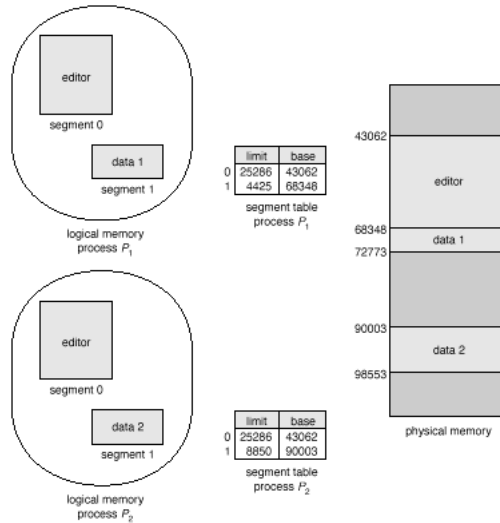 editor
segment 0
data 1
segment 1
logical memory
process P1
limit base
0 25286 43062
1 4425 68348
segment table
process P1
editor
segment 0
data 2
segment 1
logical memory
process P2
limit base
0 25286 43062
1 8850 90003
segment table
process P2
43062
editor
68348
data 1
72773
90003
data 2
98553
physical memory